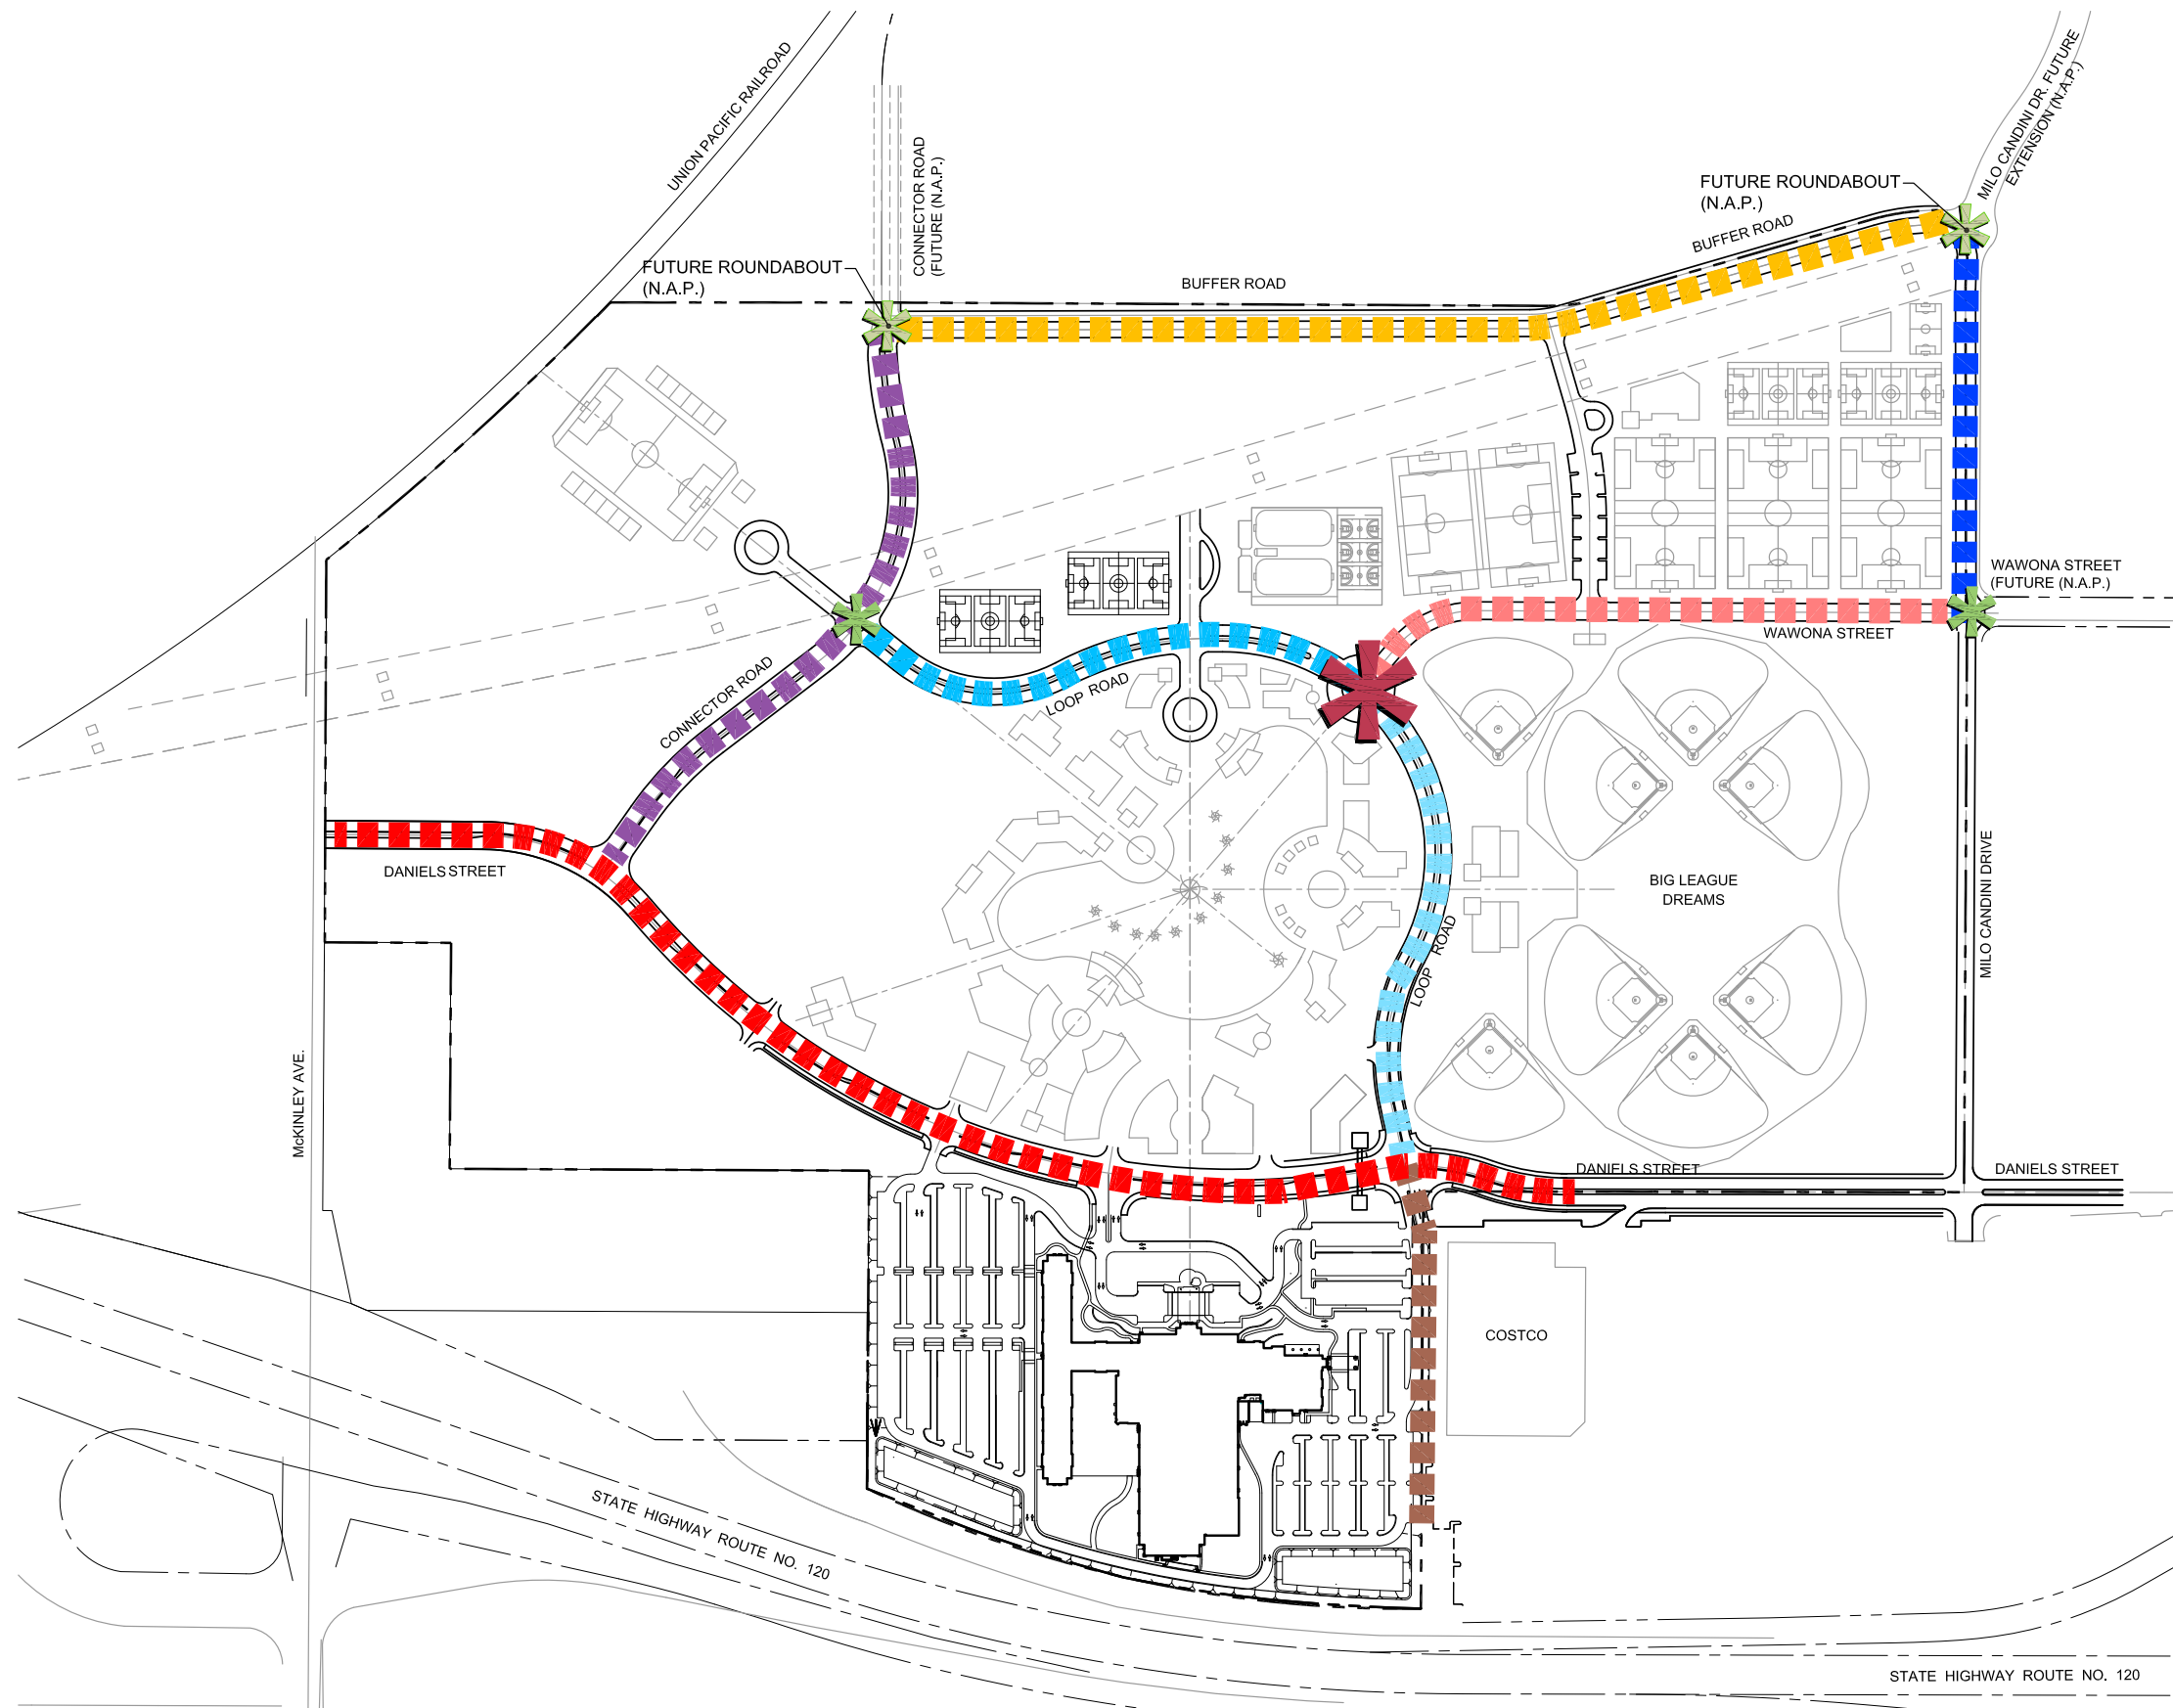 UNION PACIFIC RAILROAD
CONNECTOR ROAD
(FUTURE (N.A.P.)
MILO CANDINI DR. FUTURE
EXTENSION (N.A.P.)
FUTURE ROUNDABOUT
(N.A.P.)
BUFFER ROAD
FUTURE ROUNDABOUT
(N.A.P.)
BUFFER ROAD
WAWONA STREET
(FUTURE (N.A.P.)
WAWONA STREET
CONNECTOR ROAD
LOOP ROAD
DANIELS STREET
BIG LEAGUE
DREAMS
LOOP ROAD
MILO CANDINI DRIVE
McKINLEY AVE.
DANIELS STREET
DANIELS STREET
COSTCO
STATE HIGHWAY ROUTE NO. 120
STATE HIGHWAY ROUTE NO. 120